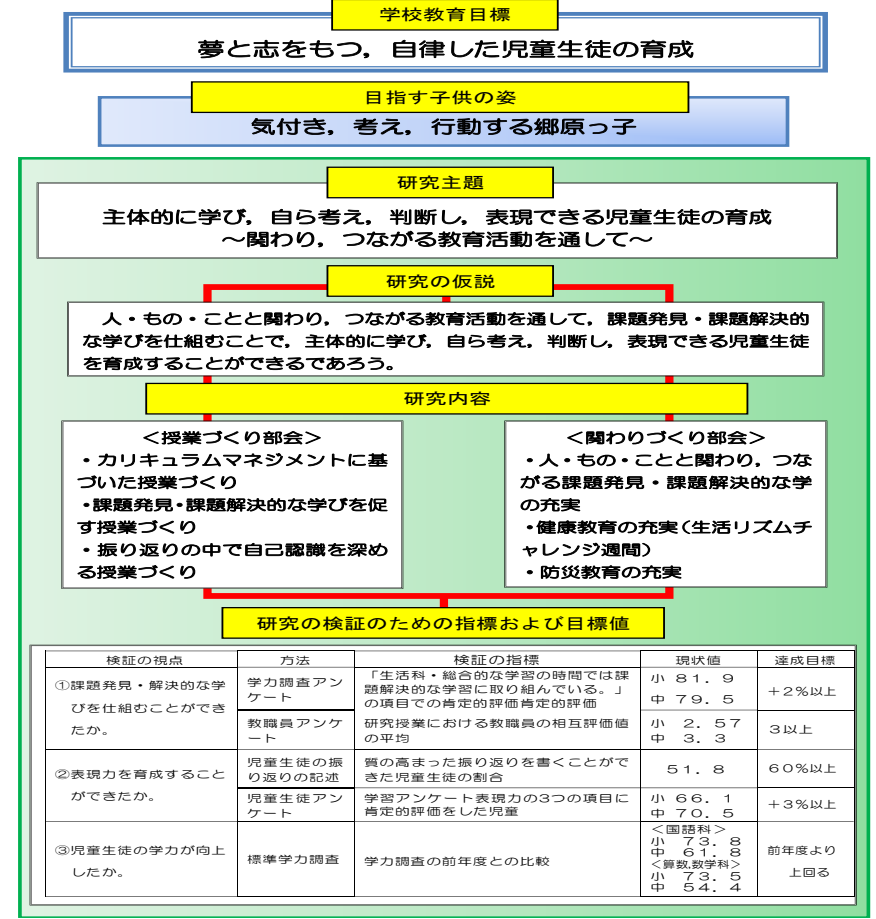 学校教育目標
夢と志をもつ，自律した児童生徒の育成
目指す子供の姿
気付き，考え，行動する郷原っ子
研究主題
主体的に学び，自ら考え，判断し，表現できる児童生徒の育成
～関わり，つながる教育活動を通して～
研究の仮説
人・もの・ことと関わり，つながる教育活動を通して，課題発見・課題解決的
な学びを仕組むことで，主体的に学び，自ら考え，判断し，表現できる児童生徒
を育成することができるであろう。
研究内容
＜授業づくり部会＞
・カリキュラムマネジメントに基
づいた授業づくり
・課題発見・課題解決的な学びを促
す授業づくり
・振り返りの中で自己認識を深め
る授業づくり
＜関わりづくり部会＞
・人・もの・ことと関わり，つな
がる課題発見・課題解決的な学
の充実
・健康教育の充実（生活リズムチ
ャレンジ週間）
・防災教育の充実
研究の検証のための指標および目標値
検証の視点 方法 検証の指標 現状値 達成目標
①課題発見・解決的な学
びを仕組むことができ
たか。
学力調査アン
ケート
「生活科・総合的な学習の時間では課
題解決的な学習に取り組んでいる。」
の項目での肯定的評価肯定的評価
小 ８１．９
中 ７９．５
＋２％以上
教職員アンケ
ート
研究授業における教職員の相互評価値
の平均
小 ２．５７
中 ３．３
３以上
②表現力を育成すること
ができたか。
児童生徒の振
り返りの記述
質の高まった振り返りを書くことがで
きた児童生徒の割合
５１．８
６０％以上
児童生徒アン
ケート
学習アンケート表現力の3つの項目に
肯定的評価をした児童
小 ６６．１
中 ７０．５
＋３％以上
③児童生徒の学力が向上
したか。
標準学力調査
学力調査の前年度との比較
＜国語科＞
小 ７３．８
中 ６１．８
＜算数,数学科＞
小 ７３．５
中 ５４．４
前年度より
上回る